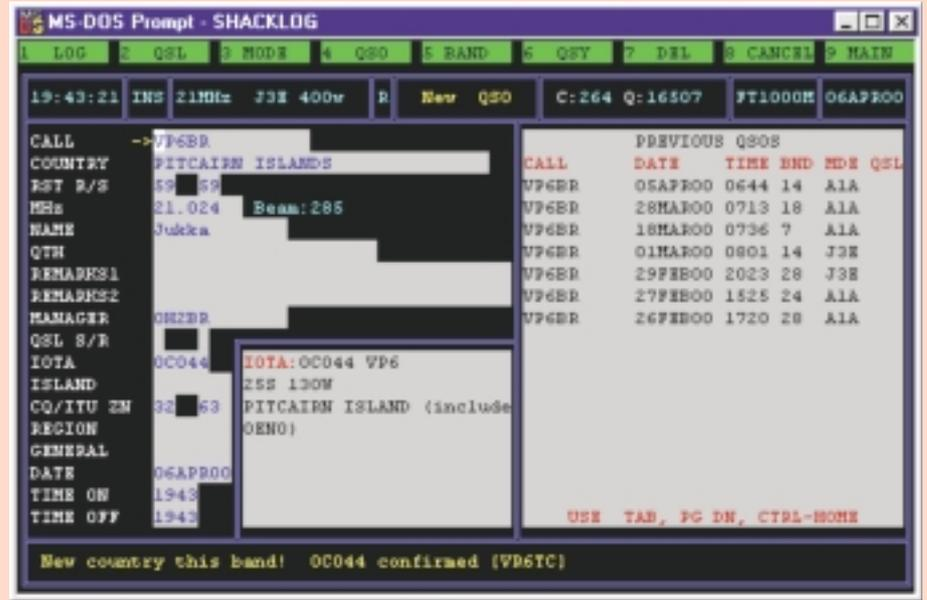 MS-DOS Prompt - SHACKLOG
1 LOG 2 QSL 3 MODE 4 QSO 5 BAND 6 QSY 7 DEL 8 CANCEL 9 MAIN
19:43:21 INS 21MHz J3E 400w R New QSO C:264 Q:16507 FT1000M 06APR00
CALL ->VP6BR
COUNTRY PITCAIRN ISLANDS
RST R/S 59 59
MHz 21.024 Beam:285
NAME Jukka
QTH
REMARKS1
REMARKS2
MANAGER OH2BR
QSL S/R
IOTA OC044
ISLAND
CQ/ITU ZN 32 63
REGION
GENERAL
DATE 06APR00
TIME ON 1943
TIME OFF 1943
IOTA:OC044 VP6
25S 130W
PITCAIRN ISLAND (include
OENO)
PREVIOUS QSOS
CALL DATE TIME BND MDE QSL
VP6BR 05APR00 0644 14 A1A
VP6BR 28MAR00 0713 18 A1A
VP6BR 18MAR00 0736 7 A1A
VP6BR 01MAR00 0801 14 J3E
VP6BR 29FEB00 2023 28 J3E
VP6BR 27FEB00 1525 24 A1A
VP6BR 26FEB00 1720 28 A1A
USE TAB, PG DN, CTRL-HOME
New country this band! OC044 confirmed [VR6TC]